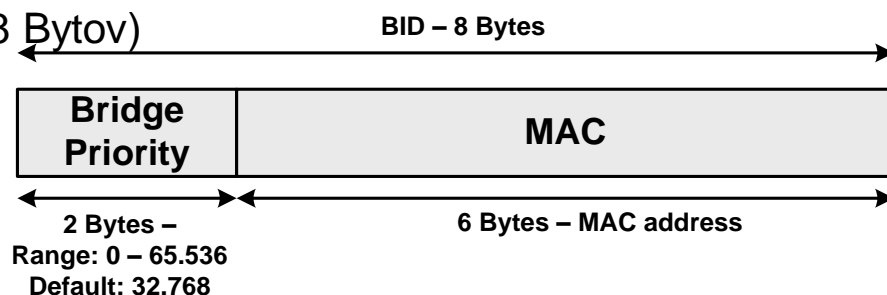 8 Bytov)
BID – 8 Bytes
Bridge
Priority
MAC
2 Bytes –
Range: 0 – 65.536
Default: 32.768
6 Bytes – MAC address